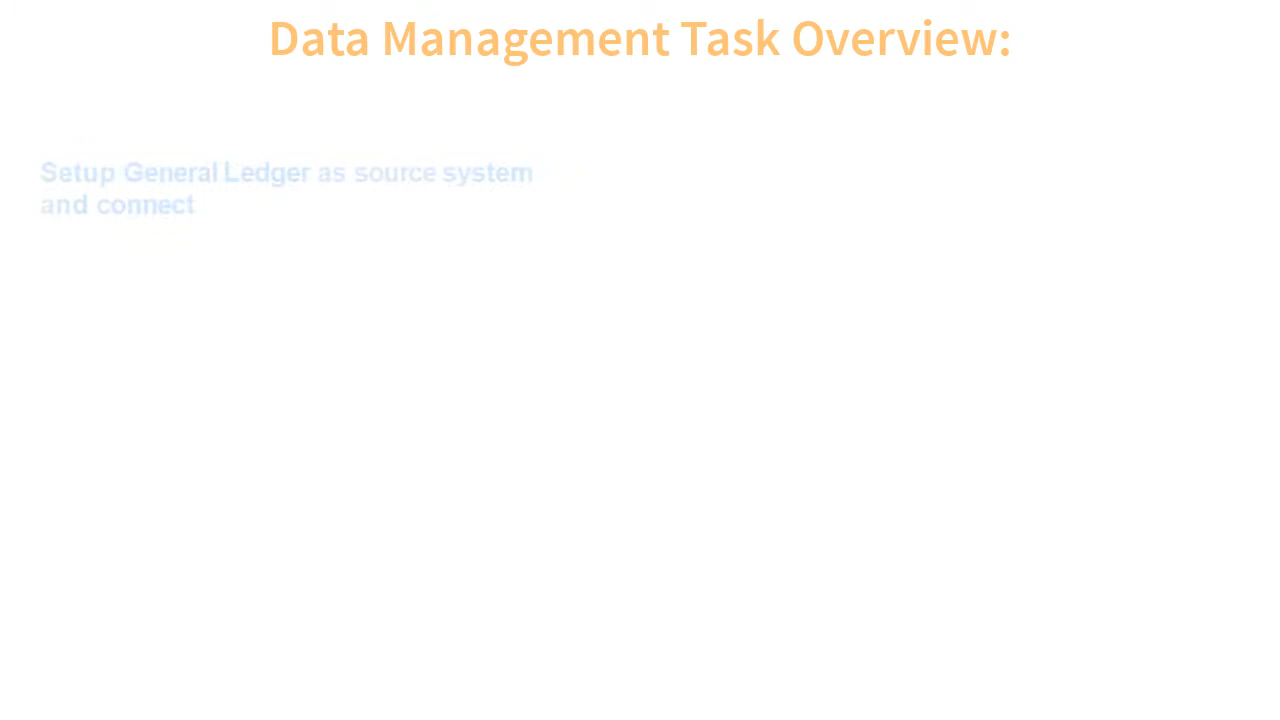 Data Management Task Overview:
Setup General Ledger as source system
and connect